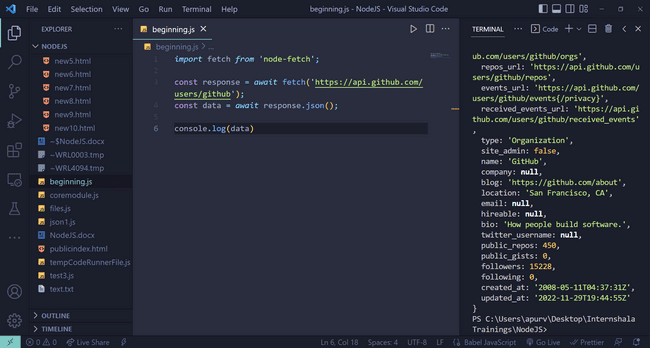 File Edit Selection View Go Run Terminal Help
beginning.js - NodeJS - Visual Studio Code
EXPLORER
NODEJS
new5.html
new6.html
new7.html
new8.html
new9.html
new10.html
~$NodeJS.docx
~WRL0003.tmp
~WRL4094.tmp
beginning.js
coremodule.js
files.js
json1.js
NodeJS.docx
publicindex.html
tempCodeRunnerFile.js
test3.js
text.txt
OUTLINE
TIMELINE
beginning.js
beginning.js > ...
1 import fetch from 'node-fetch';
2
3 const response = await fetch('https://api.github.com/
users/github');
4 const data = await response.json();
5
6 console.log(data)
TERMINAL
Code
ub.com/users/github/orgs',
repos_url: 'https://api.github.com/u
sers/github/repos',
events_url: 'https://api.github.com/
users/github/events{/privacy}',
received_events_url: 'https://api.gi
thub.com/users/github/received_events'
,
type: 'Organization',
site_admin: false,
name: 'GitHub',
company: null,
blog: 'https://github.com/about',
location: 'San Francisco, CA',
email: null,
hireable: null,
bio: 'How people build software.',
twitter_username: null,
public_repos: 450,
public_gists: 0,
followers: 15228,
following: 0,
created_at: '2008-05-11T04:37:31Z',
updated_at: '2022-11-29T19:44:55Z'
}
PS C:\Users\apurv\Desktop\Internshala
Trainings\NodeJS>
0 0 Live Share
Ln 6, Col 18 Spaces: 4 UTF-8 LF Babel JavaScript Go Live Prettier